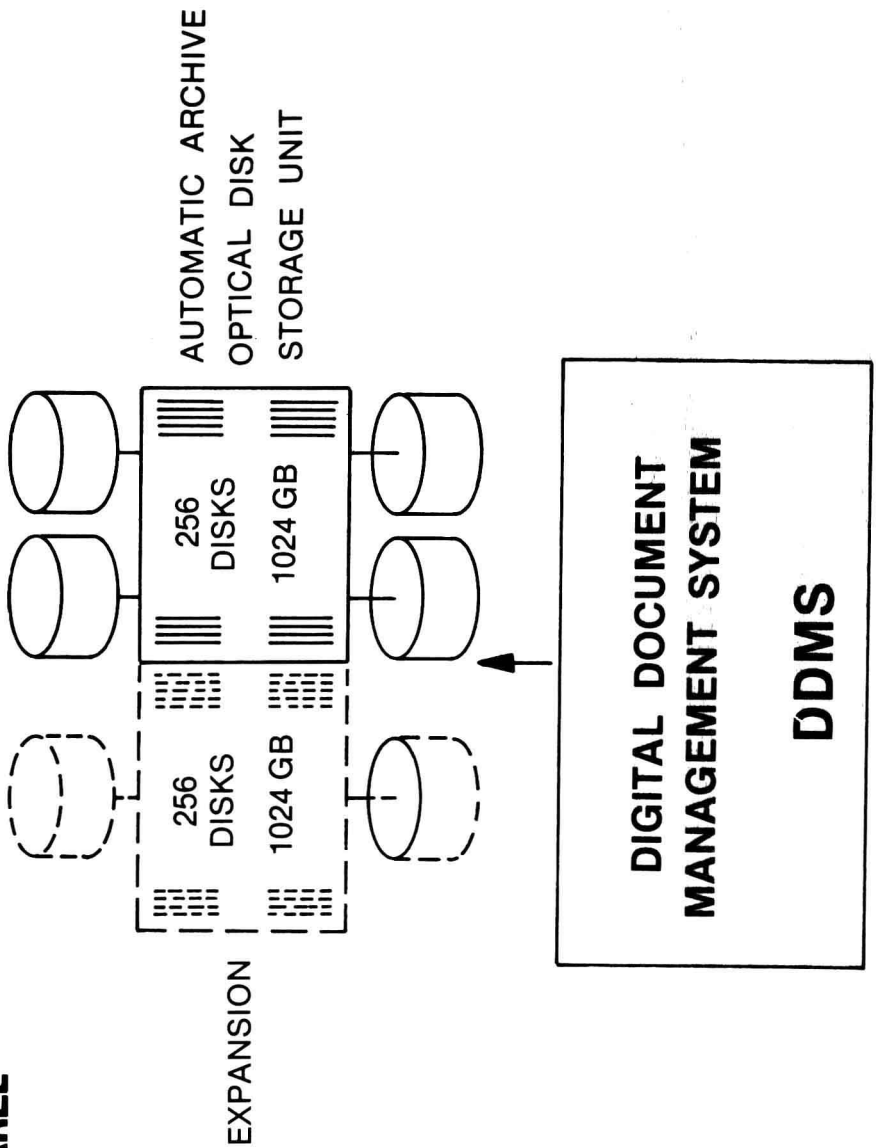 AUTOMATIC ARCHIVE
OPTICAL DISK
STORAGE UNIT
256
DISKS
1024 GB
256
DISKS
1024 GB
EXPANSION
DIGITAL DOCUMENT
MANAGEMENT SYSTEM
DDMS